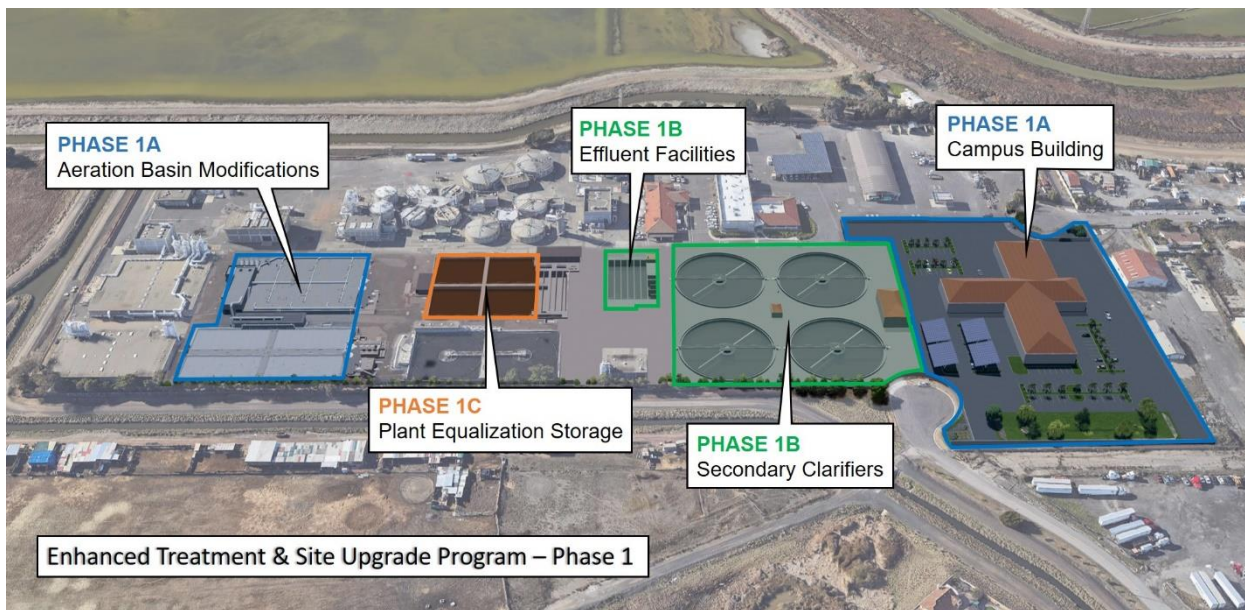 PHASE 1A
Aeration Basin Modifications
PHASE 1B
Effluent Facilities
PHASE 1A
Campus Building
PHASE 1C
Plant Equalization Storage
PHASE 1B
Secondary Clarifiers
Enhanced Treatment & Site Upgrade Program – Phase 1